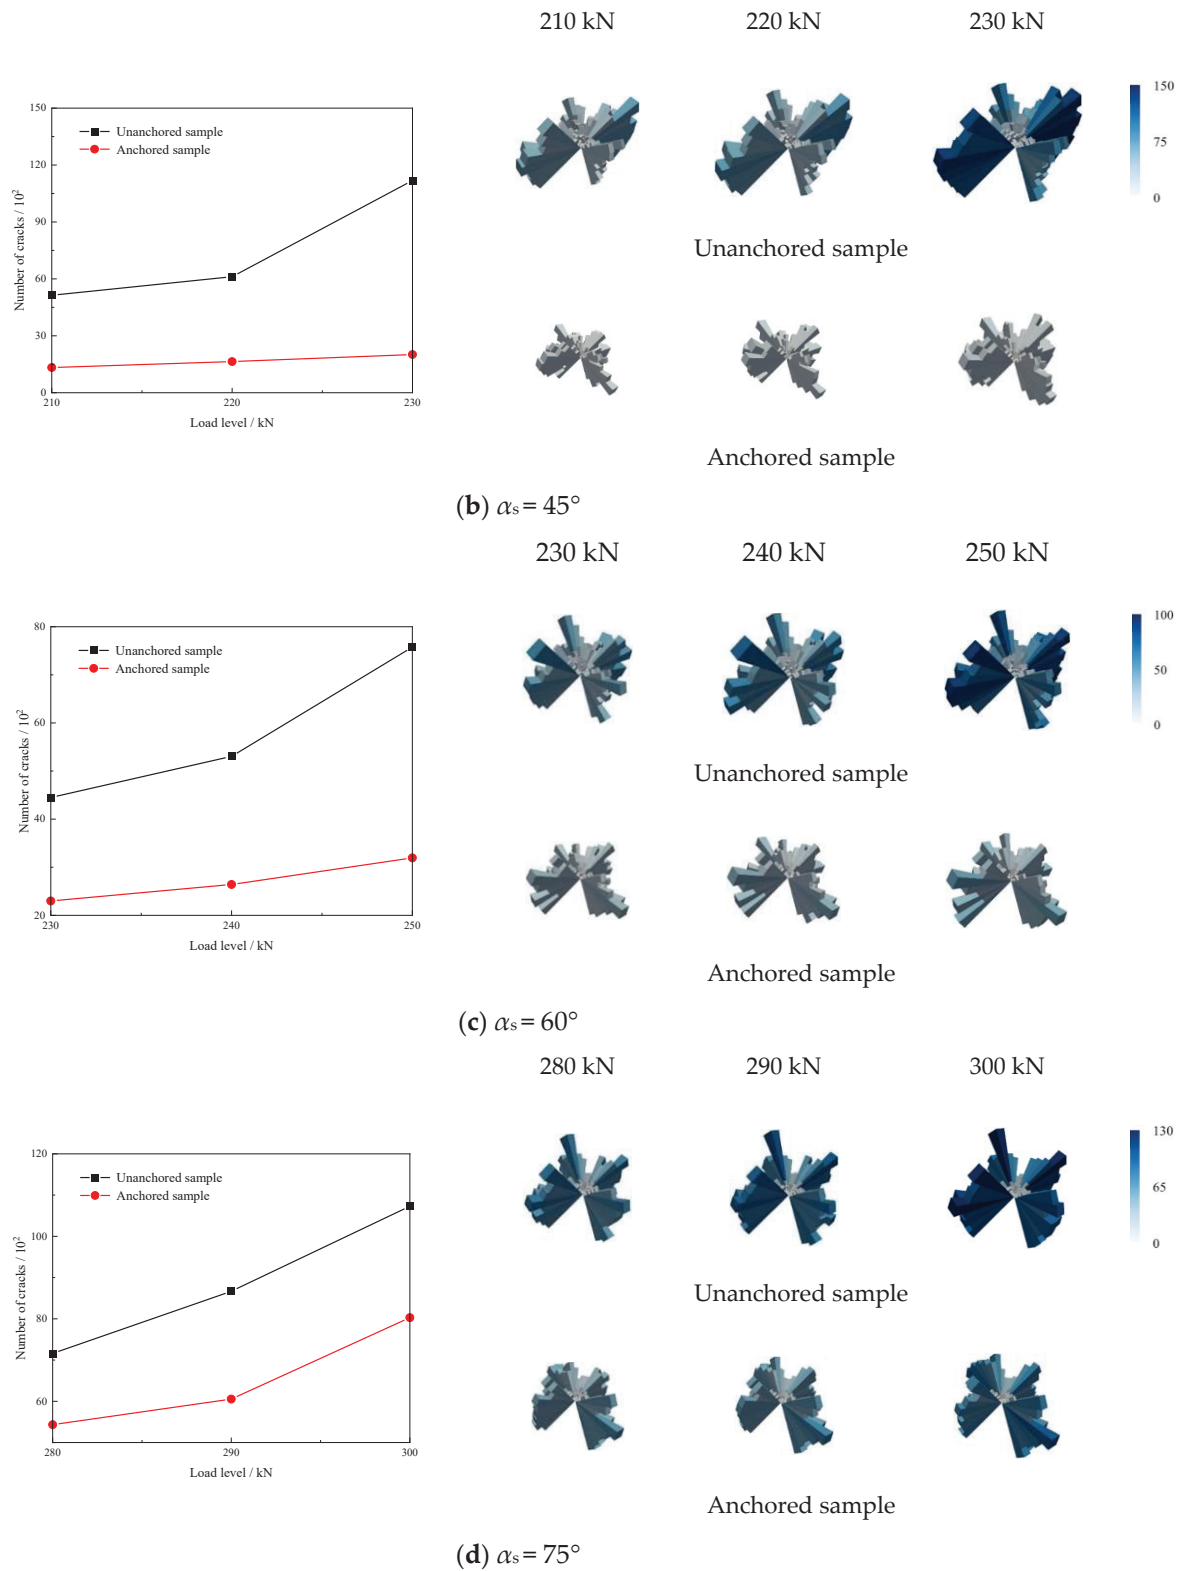 210 kN 220 kN 230 kN
150
120
90
60
30
0
Number of cracks / 10²
Unanchored sample
Anchored sample
210 220 230
Load level / kN
150
75
0
Unanchored sample
Anchored sample
(b) αs = 45°
230 kN 240 kN 250 kN
80
60
40
20
Number of cracks / 10²
Unanchored sample
Anchored sample
230 240 250
Load level / kN
100
50
0
Unanchored sample
Anchored sample
(c) αs = 60°
280 kN 290 kN 300 kN
120
100
80
60
Number of cracks / 10²
Unanchored sample
Anchored sample
280 290 300
Load level / kN
130
65
0
Unanchored sample
Anchored sample
(d) αs = 75°